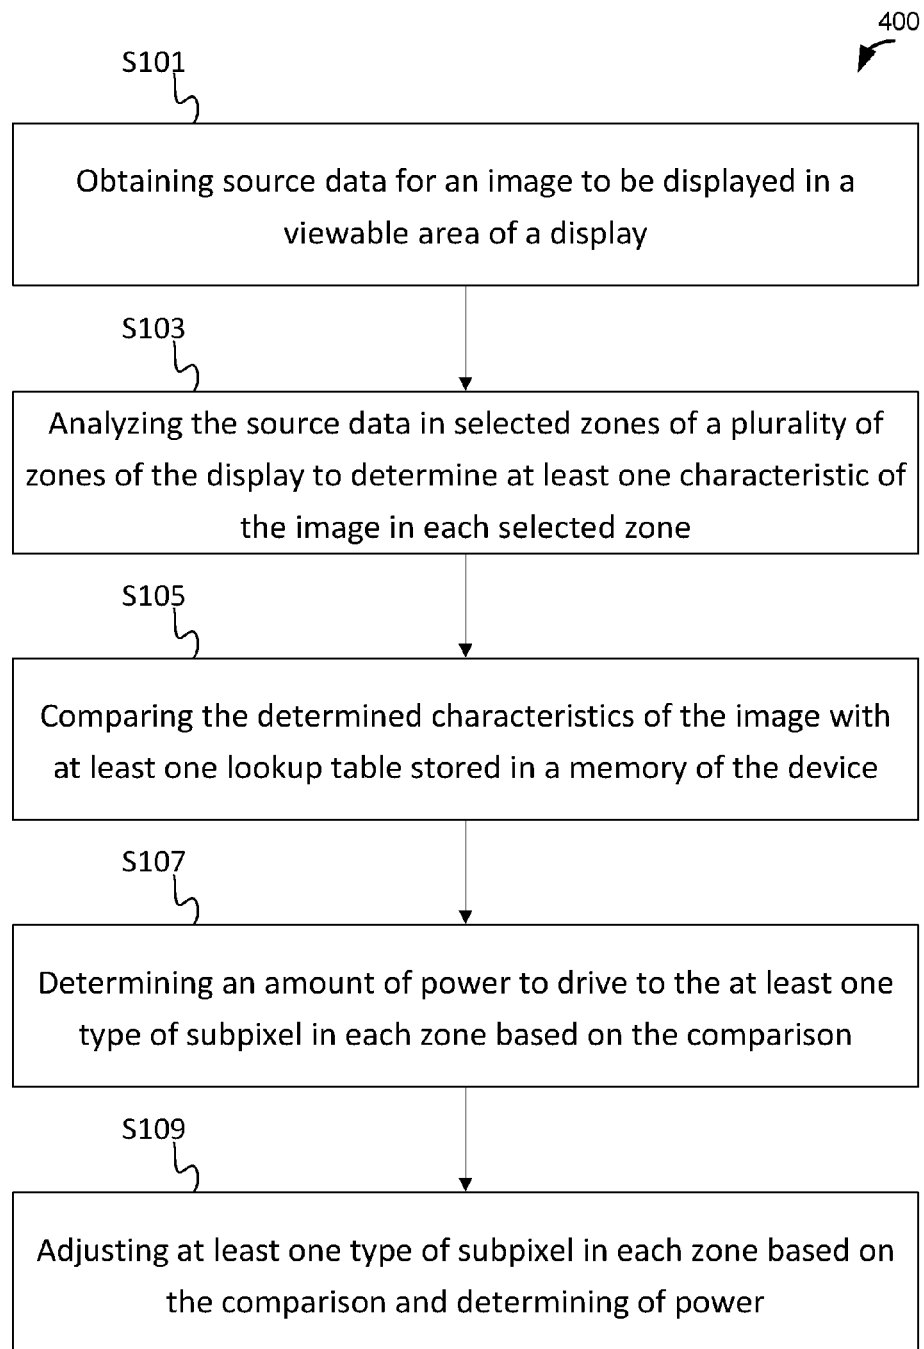 400
S101
Obtaining source data for an image to be displayed in a
viewable area of a display
S103
Analyzing the source data in selected zones of a plurality of
zones of the display to determine at least one characteristic of
the image in each selected zone
S105
Comparing the determined characteristics of the image with
at least one lookup table stored in a memory of the device
S107
Determining an amount of power to drive to the at least one
type of subpixel in each zone based on the comparison
S109
Adjusting at least one type of subpixel in each zone based on
the comparison and determining of power